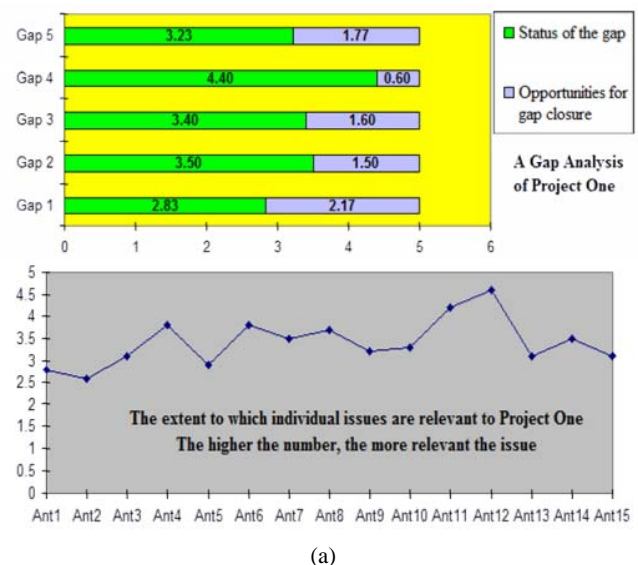 Gap 5
3.23
1.77
Gap 4
4.40
0.60
Gap 3
3.40
1.60
Gap 2
3.50
1.50
Gap 1
2.83
2.17
0 1 2 3 4 5 6
Status of the gap
Opportunities for
gap closure
A Gap Analysis
of Project One
5
4.5
4
3.5
3
2.5
2
1.5
1
0.5
0
The extent to which individual issues are relevant to Project One
The higher the number, the more relevant the issue
Ant1 Ant2 Ant3 Ant4 Ant5 Ant6 Ant7 Ant8 Ant9 Ant10 Ant11 Ant12 Ant13 Ant14 Ant15
(a)